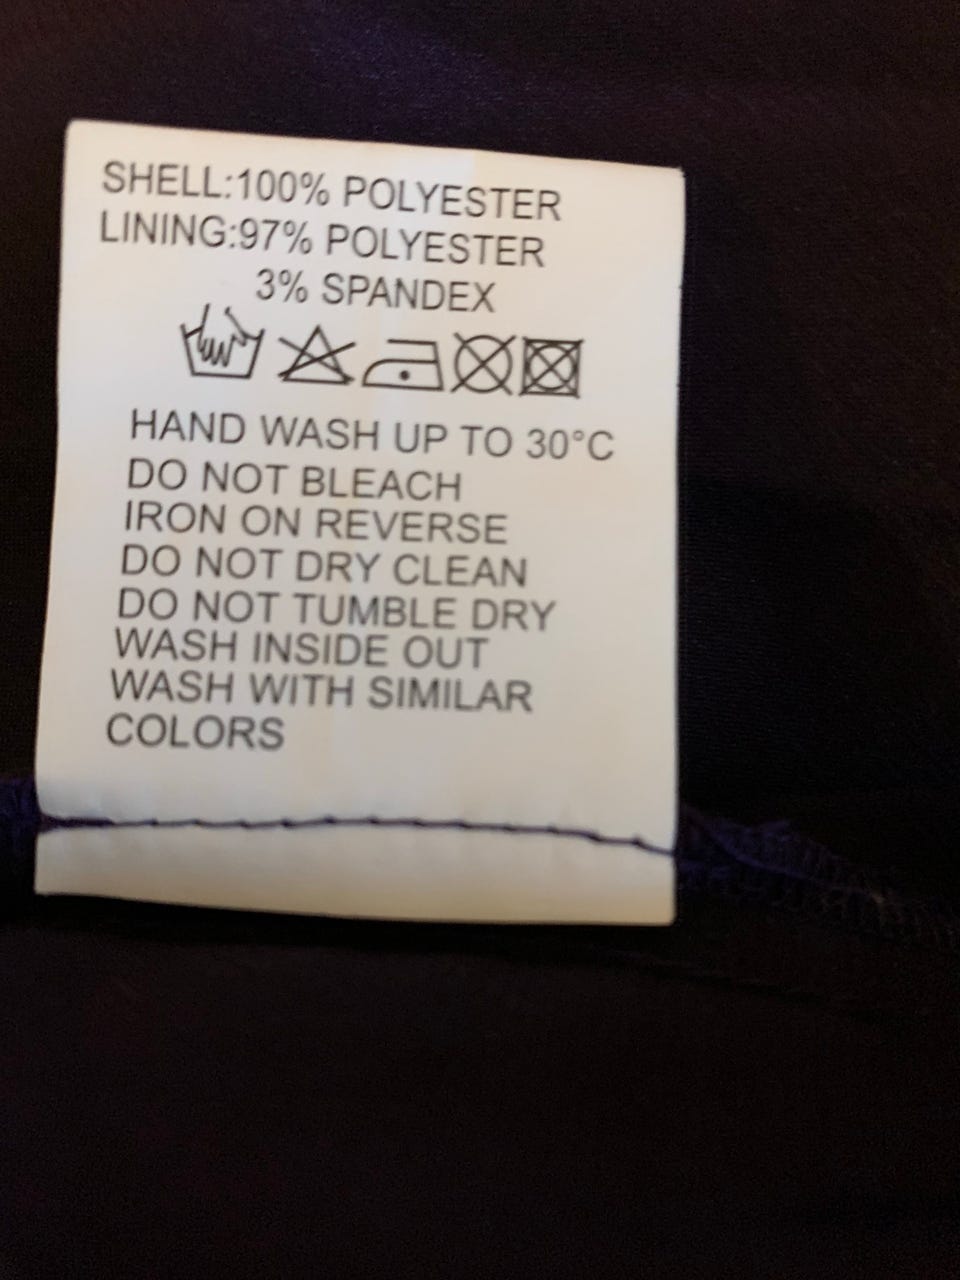 SHELL:100% POLYESTER
LINING:97% POLYESTER
3% SPANDEX
HAND WASH UP TO 30°C
DO NOT BLEACH
IRON ON REVERSE
DO NOT DRY CLEAN
DO NOT TUMBLE DRY
WASH INSIDE OUT
WASH WITH SIMILAR
COLORS